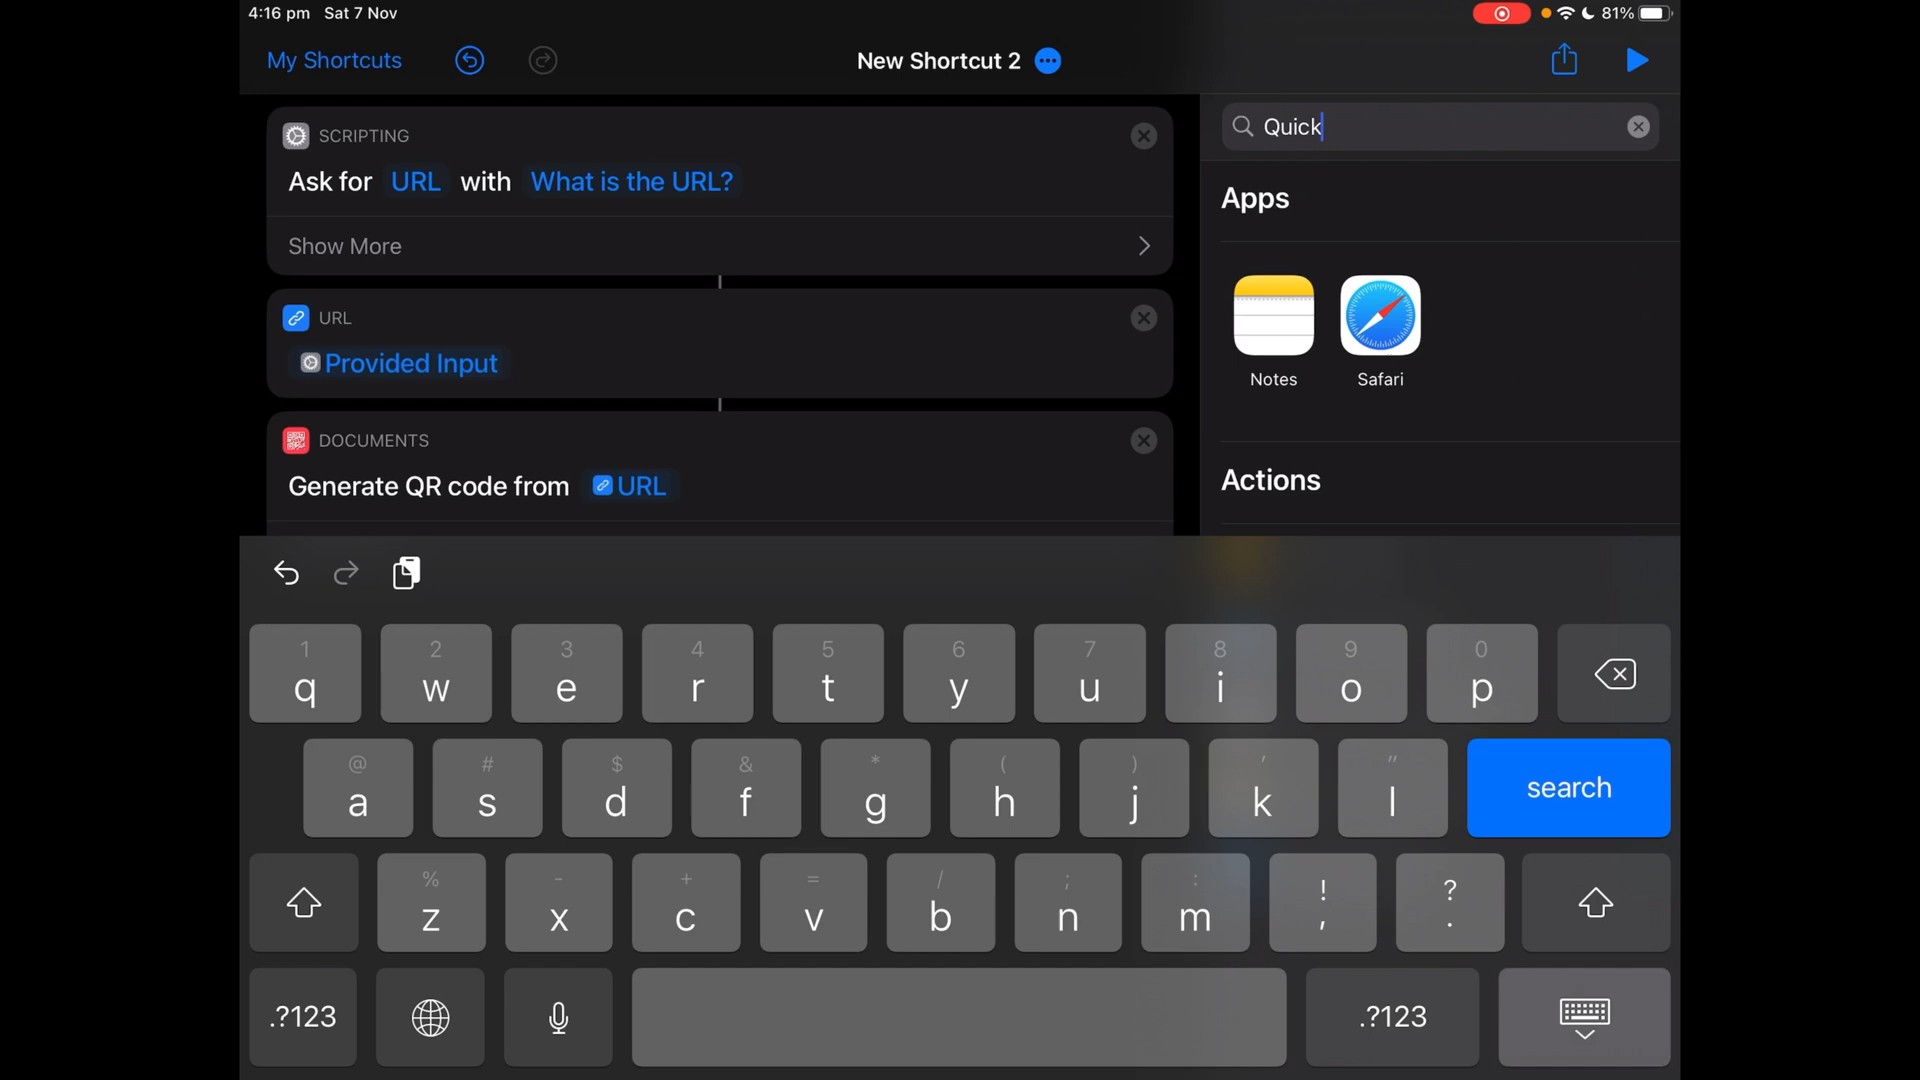 4:16 pm Sat 7 Nov
81%
My Shortcuts
New Shortcut 2
SCRIPTING
Ask for URL with What is the URL?
Show More
URL
Provided Input
DOCUMENTS
Generate QR code from URL
Quick
Apps
Notes Safari
Actions
1 2 3 4 5 6 7 8 9 0
q w e r t y u i o p
@ # $ & * ( ) ' "
a s d f g h j k l search
% - + = / ; : ! ?
z x c v b n m , .
.?123 .?123